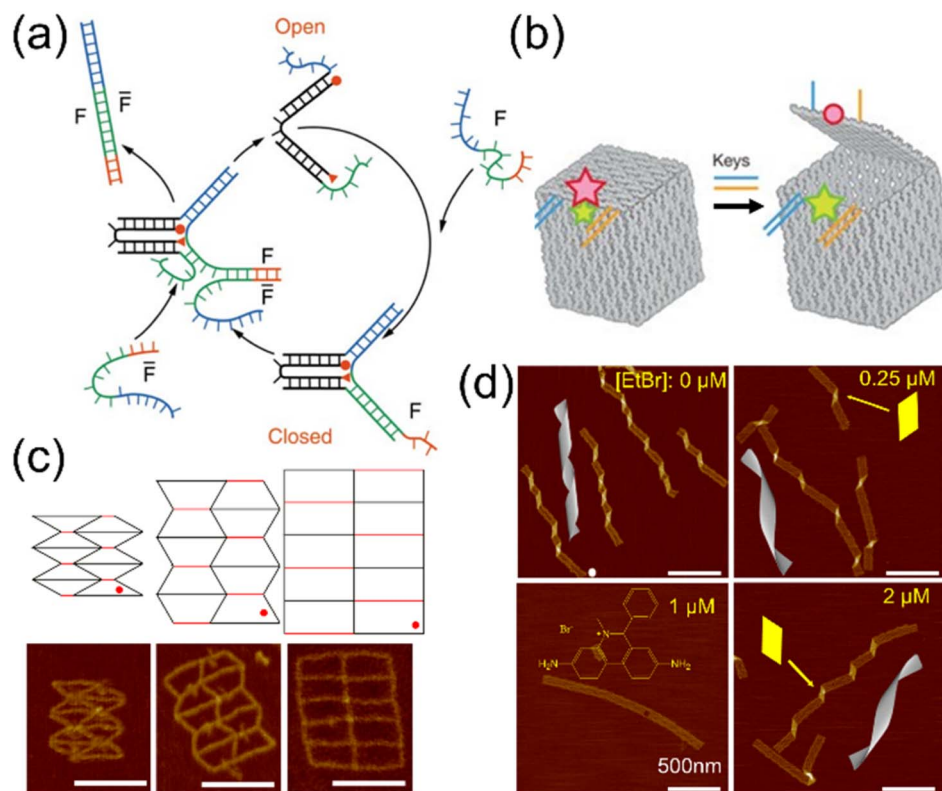 (a)
Open
F̄
F
F
F
F̄
F̄
F
Closed
(b)
Keys
(c)
(d)
[EtBr]: 0 µM
0.25 µM
1 µM
Br⁻
N
H₂N
NH₂
500nm
2 µM